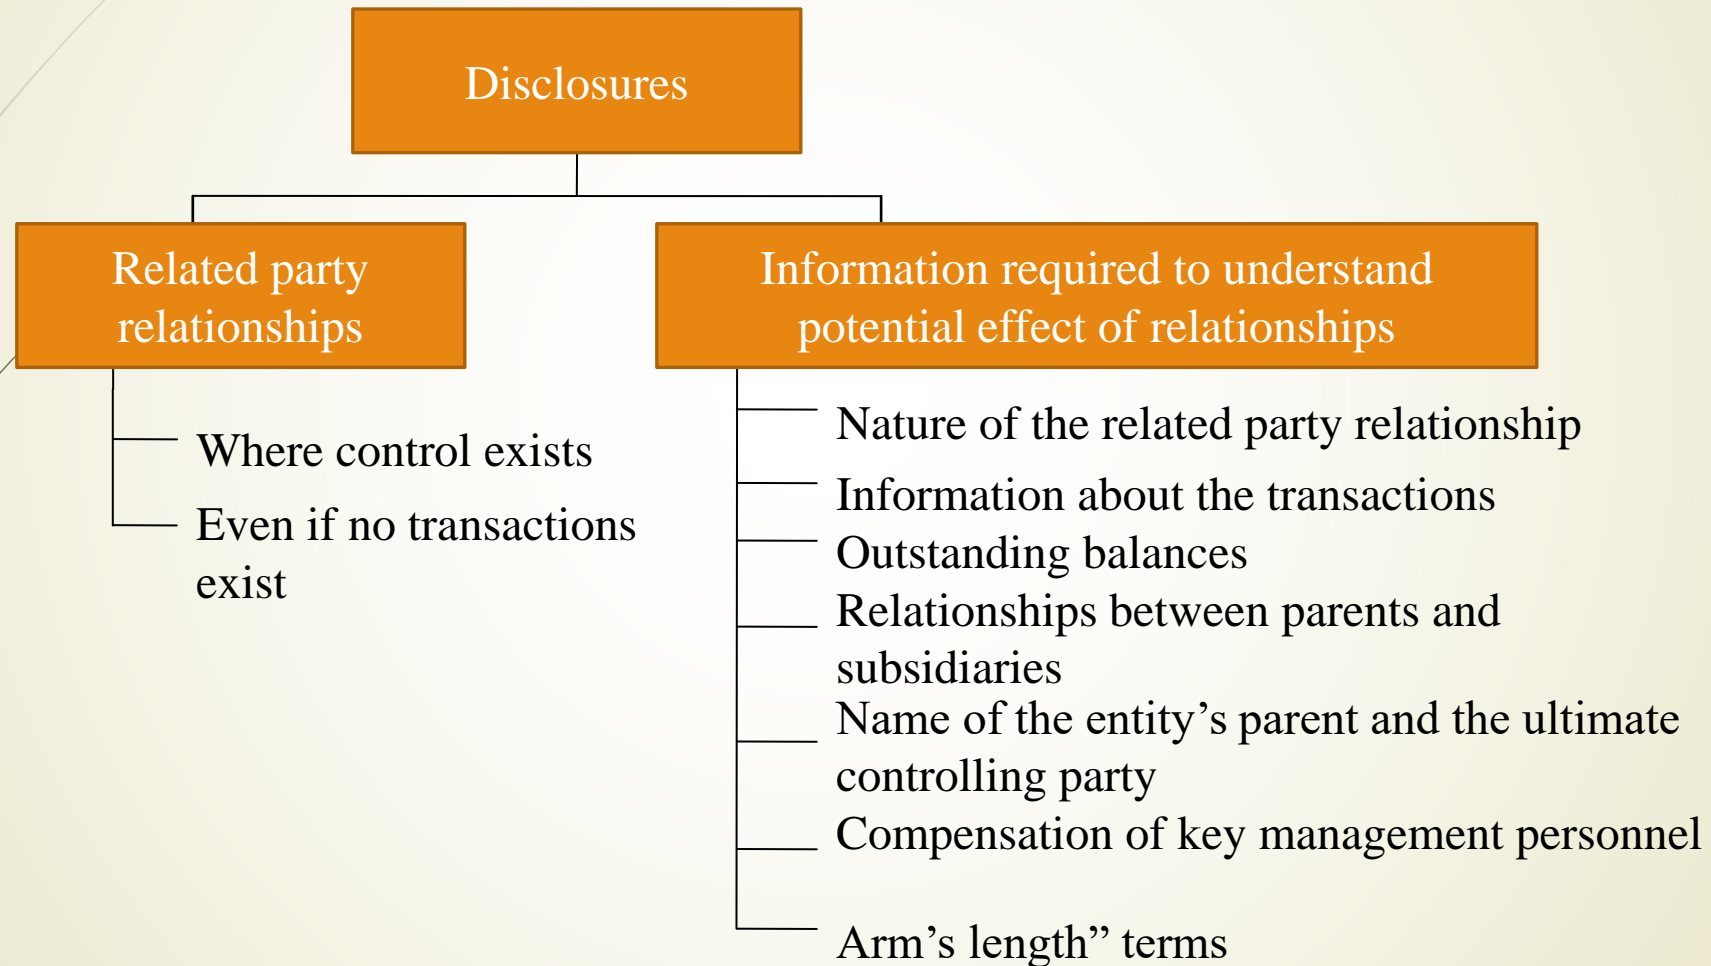 Disclosures
Related party
relationships
Where control exists
Even if no transactions
exist
Information required to understand
potential effect of relationships
Nature of the related party relationship
Information about the transactions
Outstanding balances
Relationships between parents and
subsidiaries
Name of the entity’s parent and the ultimate
controlling party
Compensation of key management personnel
Arm’s length” terms